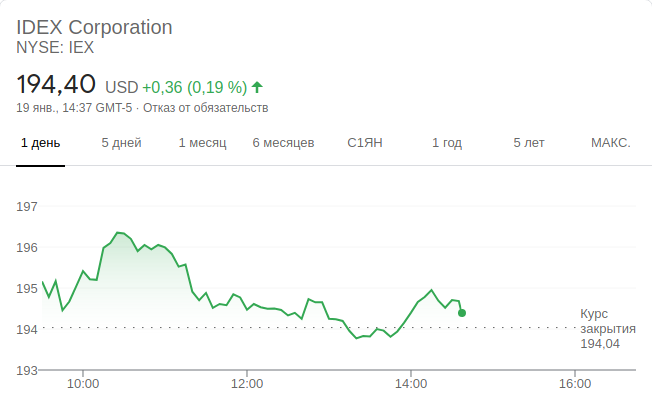 IDEX Corporation
NYSE: IEX
194,40 USD +0,36 (0,19 %)
19 янв., 14:37 GMT-5 · Отказ от обязательств
1 день 5 дней 1 месяц 6 месяцев С1ЯН 1 год 5 лет МАКС.
197
196
195
194
193
Курс
закрытия
194,04
10:00 12:00 14:00 16:00